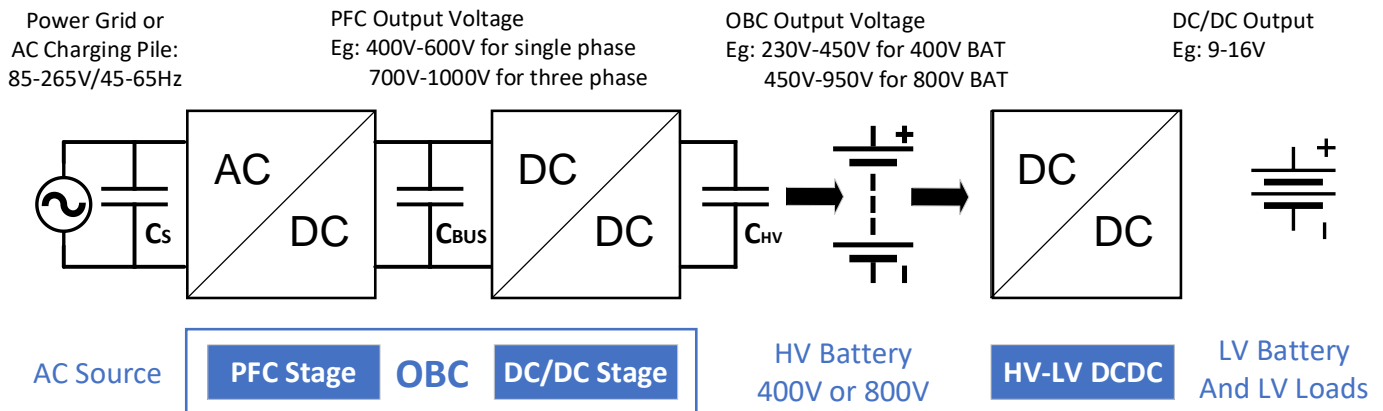 Power Grid or
AC Charging Pile:
85-265V/45-65Hz
PFC Output Voltage
Eg: 400V-600V for single phase
700V-1000V for three phase
OBC Output Voltage
Eg: 230V-450V for 400V BAT
450V-950V for 800V BAT
DC/DC Output
Eg: 9-16V
AC
DC
DC
DC
DC
DC
CS
CBUS
CHV
+
+
AC Source
PFC Stage
OBC
DC/DC Stage
HV Battery
400V or 800V
HV-LV DCDC
LV Battery
And LV Loads